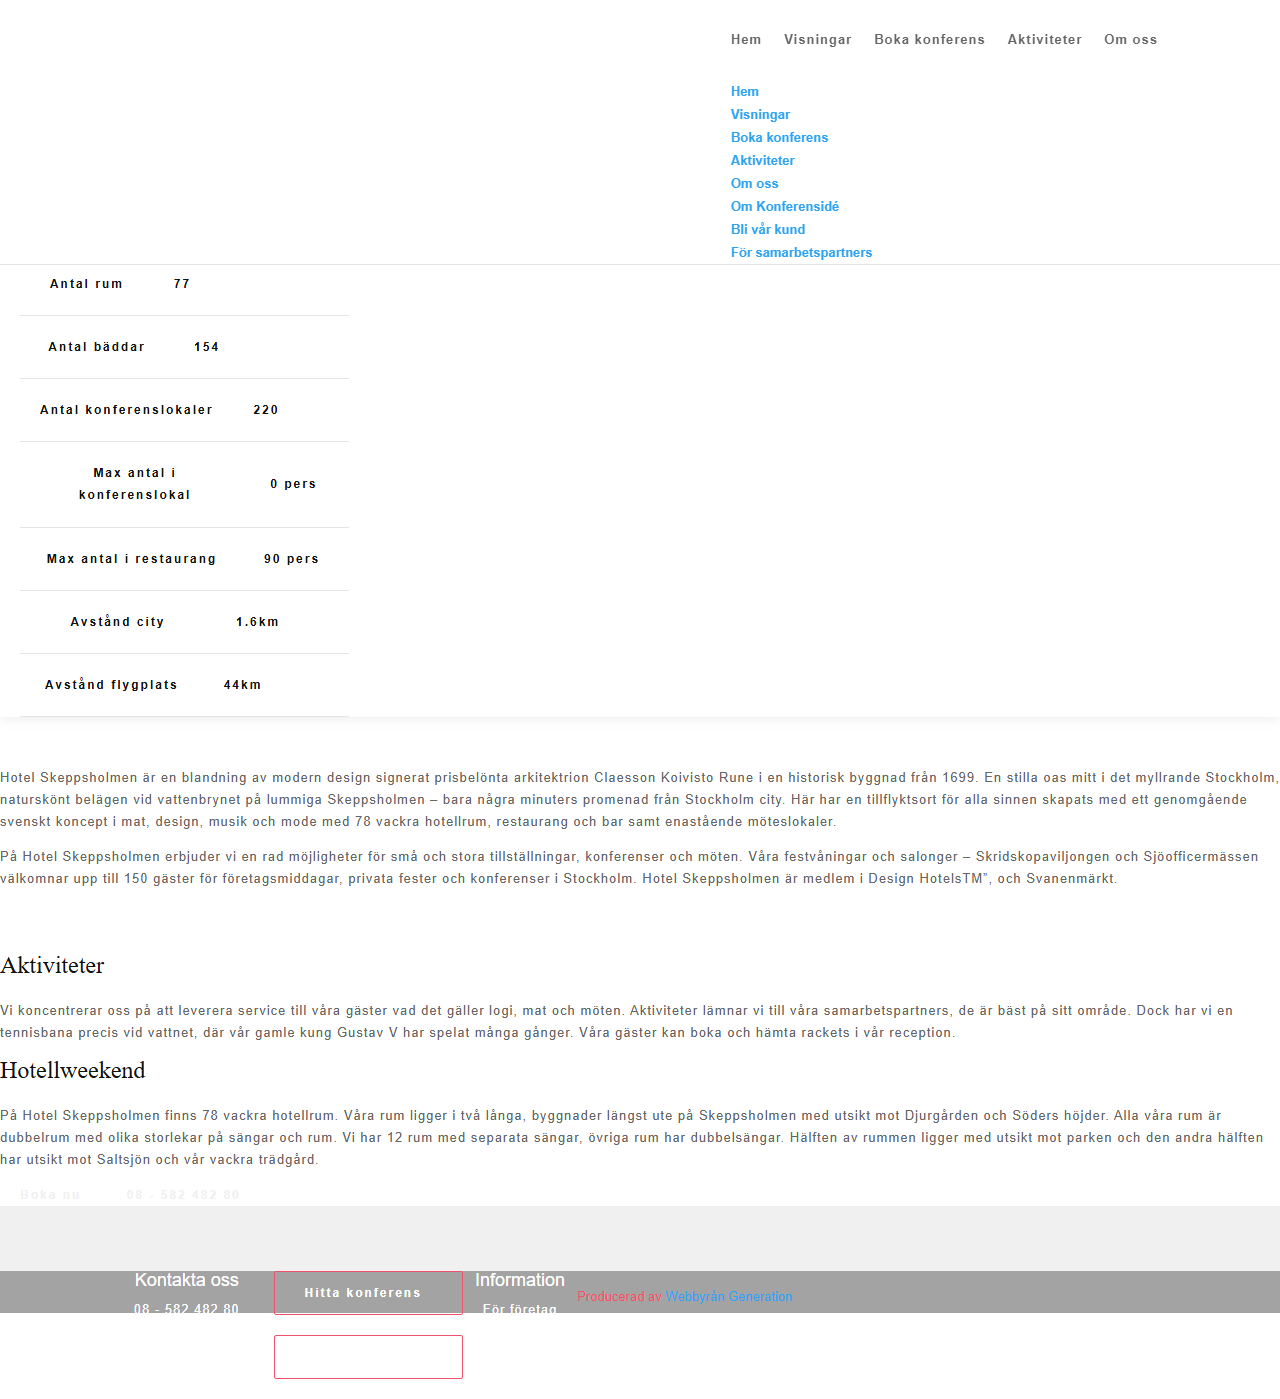 Hem Visningar Boka konferens Aktiviteter Om oss
Hem
Visningar
Boka konferens
Aktiviteter
Om oss
Om Konferensidé
Bli vår kund
För samarbetspartners
Antal rum 77
Antal bäddar 154
Antal konferenslokaler 220
Max antal i
konferenslokal 0 pers
Max antal i restaurang 90 pers
Avstånd city 1.6km
Avstånd flygplats 44km
Hotel Skeppsholmen är en blandning av modern design signerat prisbelönta arkitektrion Claesson Koivisto Rune i en historisk byggnad från 1699. En stilla oas mitt i det myllrande Stockholm,
naturskönt belägen vid vattenbrynet på lummiga Skeppsholmen – bara några minuters promenad från Stockholm city. Här har en tillflyktsort för alla sinnen skapats med ett genomgående
svenskt koncept i mat, design, musik och mode med 78 vackra hotellrum, restaurang och bar samt enastående möteslokaler.
På Hotel Skeppsholmen erbjuder vi en rad möjligheter för små och stora tillställningar, konferenser och möten. Våra festvåningar och salonger – Skridskopaviljongen och Sjöofficermässen
välkomnar upp till 150 gäster för företagsmiddagar, privata fester och konferenser i Stockholm. Hotel Skeppsholmen är medlem i Design HotelsTM”, och Svanenmärkt.
Aktiviteter
Vi koncentrerar oss på att leverera service till våra gäster vad det gäller logi, mat och möten. Aktiviteter lämnar vi till våra samarbetspartners, de är bäst på sitt område. Dock har vi en
tennisbana precis vid vattnet, där vår gamle kung Gustav V har spelat många gånger. Våra gäster kan boka och hämta rackets i vår reception.
Hotellweekend
På Hotel Skeppsholmen finns 78 vackra hotellrum. Våra rum ligger i två långa, byggnader längst ute på Skeppsholmen med utsikt mot Djurgården och Söders höjder. Alla våra rum är
dubbelrum med olika storlekar på sängar och rum. Vi har 12 rum med separata sängar, övriga rum har dubbelsängar. Hälften av rummen ligger med utsikt mot parken och den andra hälften
har utsikt mot Saltsjön och vår vackra trädgård.
Boka nu 08 - 582 482 80
Kontakta oss Hitta konferens Information
08 - 582 482 80 För företag Producerad av Webbyrån Generation